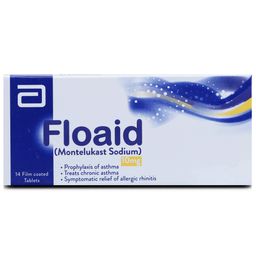 Floaid
(Montelukast Sodium)
10mg
• Prophylaxis of asthma
• Treats chronic asthma
• Symptomatic relief of allergic rhinitis
14 Film coated
Tablets